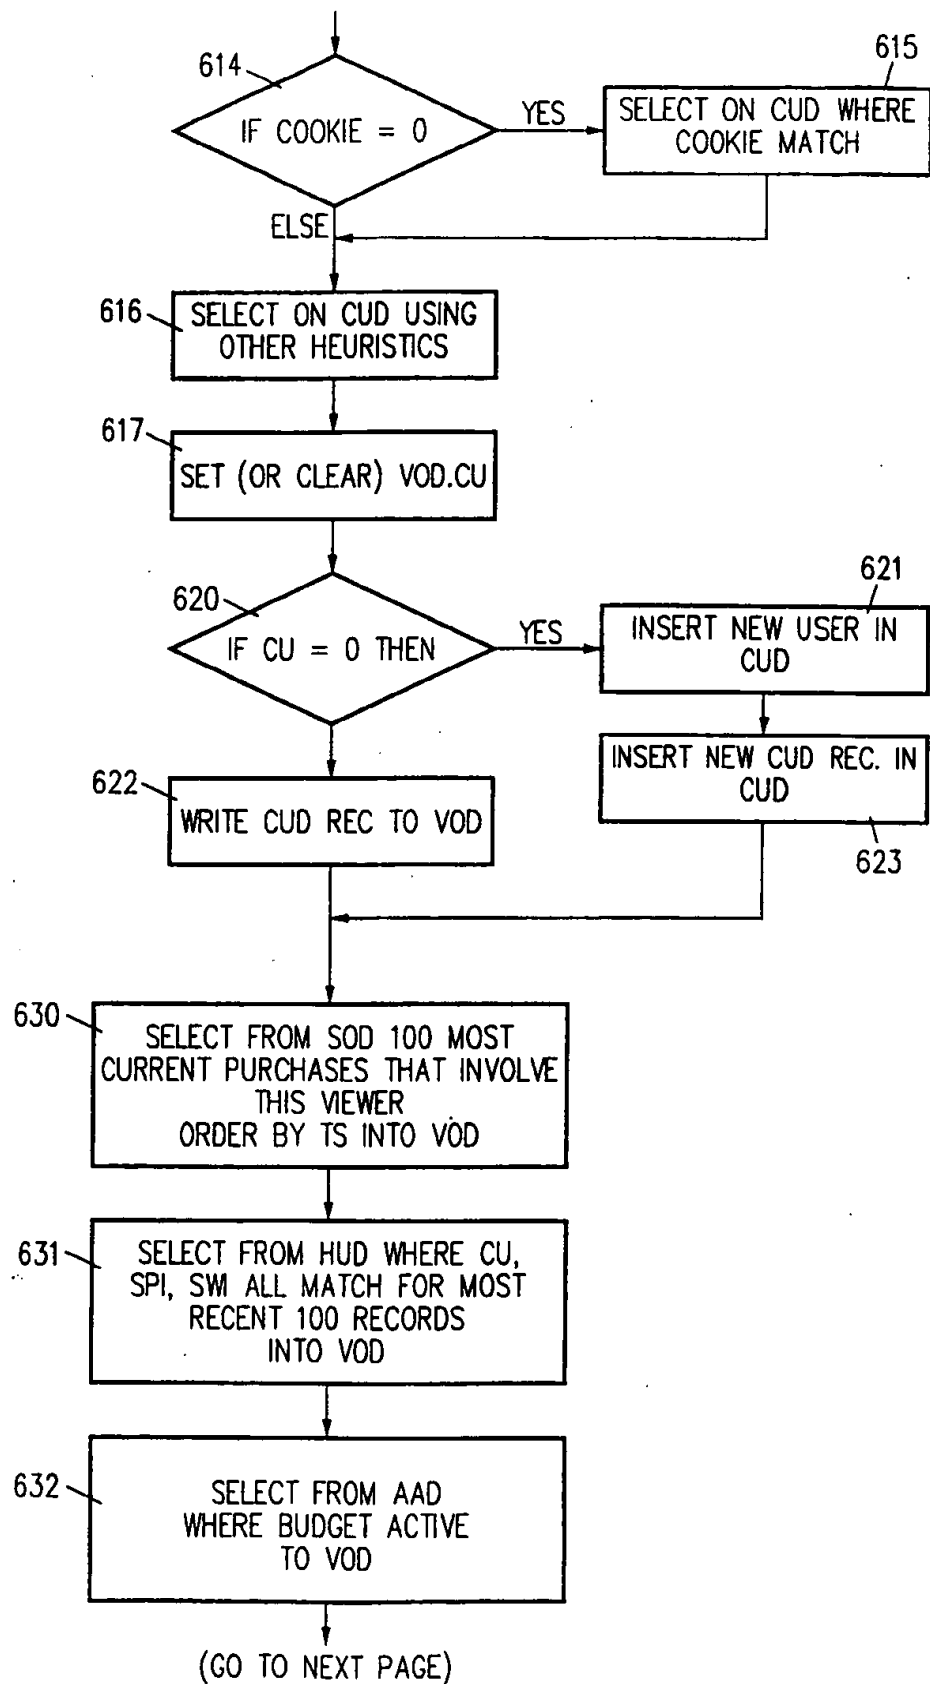 614
IF COOKIE = 0
YES
615
SELECT ON CUD WHERE
COOKIE MATCH
ELSE
616
SELECT ON CUD USING
OTHER HEURISTICS
617
SET (OR CLEAR) VOD.CU
620
IF CU = 0 THEN
YES
621
INSERT NEW USER IN
CUD
622
WRITE CUD REC TO VOD
INSERT NEW CUD REC. IN
CUD
623
630
SELECT FROM SOD 100 MOST
CURRENT PURCHASES THAT INVOLVE
THIS VIEWER
ORDER BY TS INTO VOD
631
SELECT FROM HUD WHERE CU,
SPI, SWI ALL MATCH FOR MOST
RECENT 100 RECORDS
INTO VOD
632
SELECT FROM AAD
WHERE BUDGET ACTIVE
TO VOD
(GO TO NEXT PAGE)